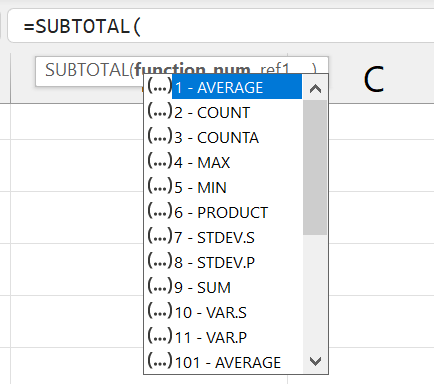 =SUBTOTAL(
SUBTOTAL(function_num, ref1, ...)
C
(...) 1 - AVERAGE
(...) 2 - COUNT
(...) 3 - COUNTA
(...) 4 - MAX
(...) 5 - MIN
(...) 6 - PRODUCT
(...) 7 - STDEV.S
(...) 8 - STDEV.P
(...) 9 - SUM
(...) 10 - VAR.S
(...) 11 - VAR.P
(...) 101 - AVERAGE